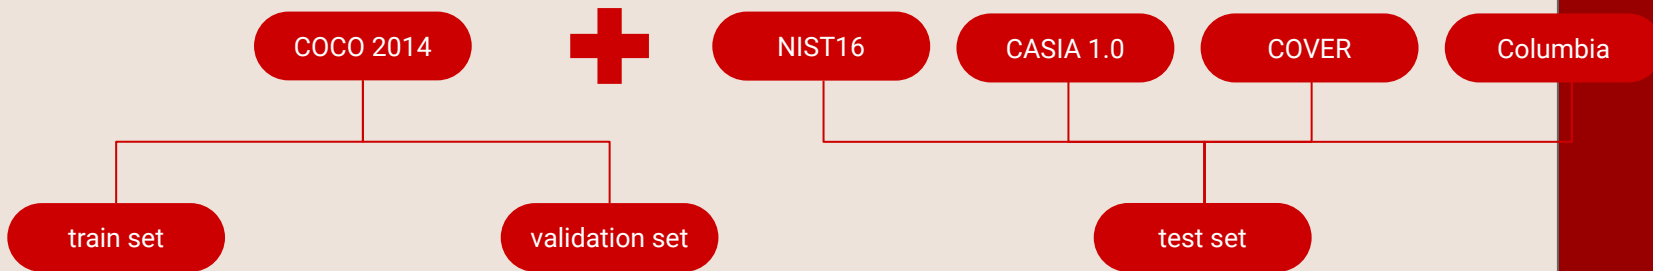 COCO 2014
NIST16
CASIA 1.0
COVER
Columbia
train set
validation set
test set